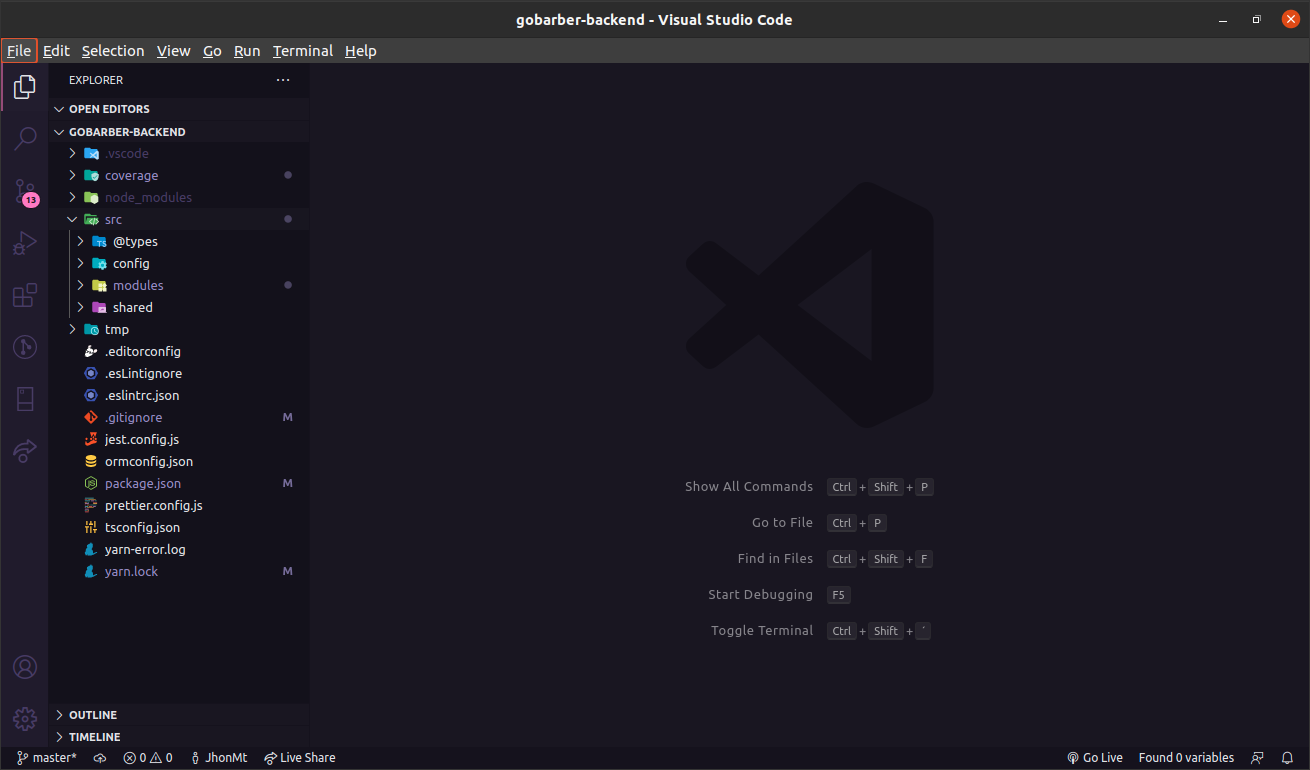 gobarber-backend - Visual Studio Code
File Edit Selection View Go Run Terminal Help
EXPLORER ···
OPEN EDITORS
GOBARBER-BACKEND
.vscode
coverage
node_modules
src
@types
config
modules
shared
tmp
.editorconfig
.esLintignore
.eslintrc.json
.gitignore M
jest.config.js
ormconfig.json
package.json M
prettier.config.js
tsconfig.json
yarn-error.log
yarn.lock M
13
Show All Commands Ctrl + Shift + P
Go to File Ctrl + P
Find in Files Ctrl + Shift + F
Start Debugging F5
Toggle Terminal Ctrl + Shift + ´
OUTLINE
TIMELINE
master* 0 0 JhonMt Live Share Go Live Found 0 variables